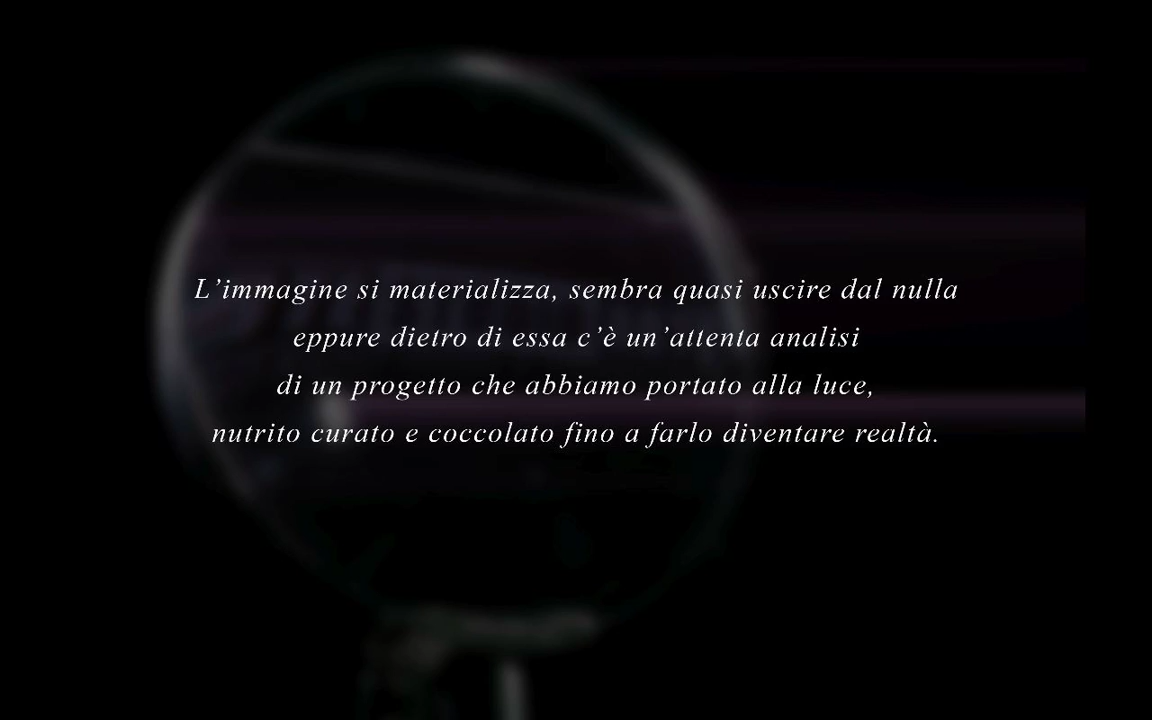 L’immagine si materializza, sembra quasi uscire dal nulla
eppure dietro di essa c’è un’attenta analisi
di un progetto che abbiamo portato alla luce,
nutrito curato e coccolato fino a farlo diventare realtà.